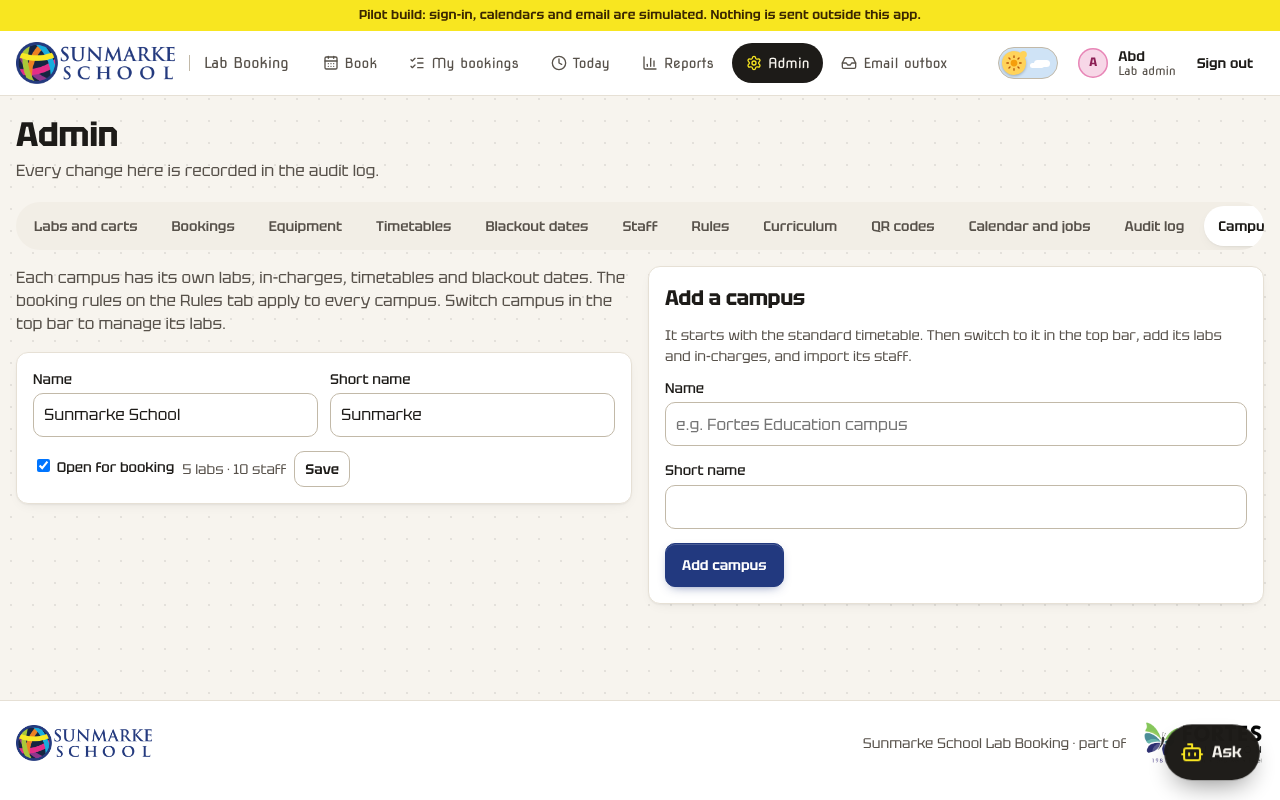 Pilot build: sign-in, calendars and email are simulated. Nothing is sent outside this app.
SUNMARKE
SCHOOL
Lab Booking
Book
My bookings
Today
Reports
Admin
Email outbox
A
Abd
Lab admin
Sign out
Admin
Every change here is recorded in the audit log.
Labs and carts
Bookings
Equipment
Timetables
Blackout dates
Staff
Rules
Curriculum
QR codes
Calendar and jobs
Audit log
Campu
Each campus has its own labs, in-charges, timetables and blackout dates. The
booking rules on the Rules tab apply to every campus. Switch campus in the
top bar to manage its labs.
Name
Short name
Sunmarke School
Sunmarke
Open for booking
5 labs · 10 staff
Save
Add a campus
It starts with the standard timetable. Then switch to it in the top bar, add its labs
and in-charges, and import its staff.
Name
e.g. Fortes Education campus
Short name
Add campus
SUNMARKE
SCHOOL
Sunmarke School Lab Booking · part of
Ask